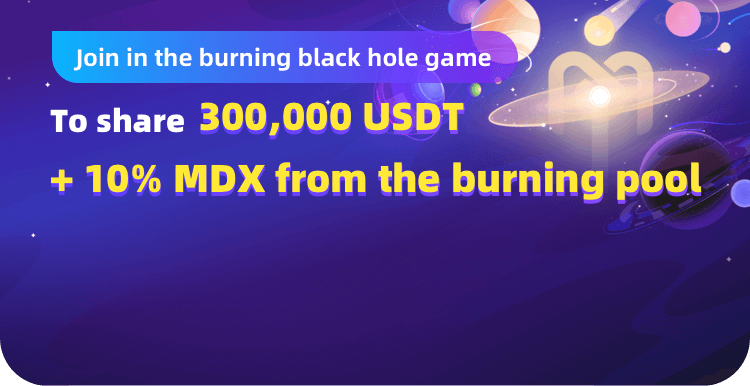 Join in the burning black hole game
To share 300,000 USDT
+ 10% MDX from the burning pool